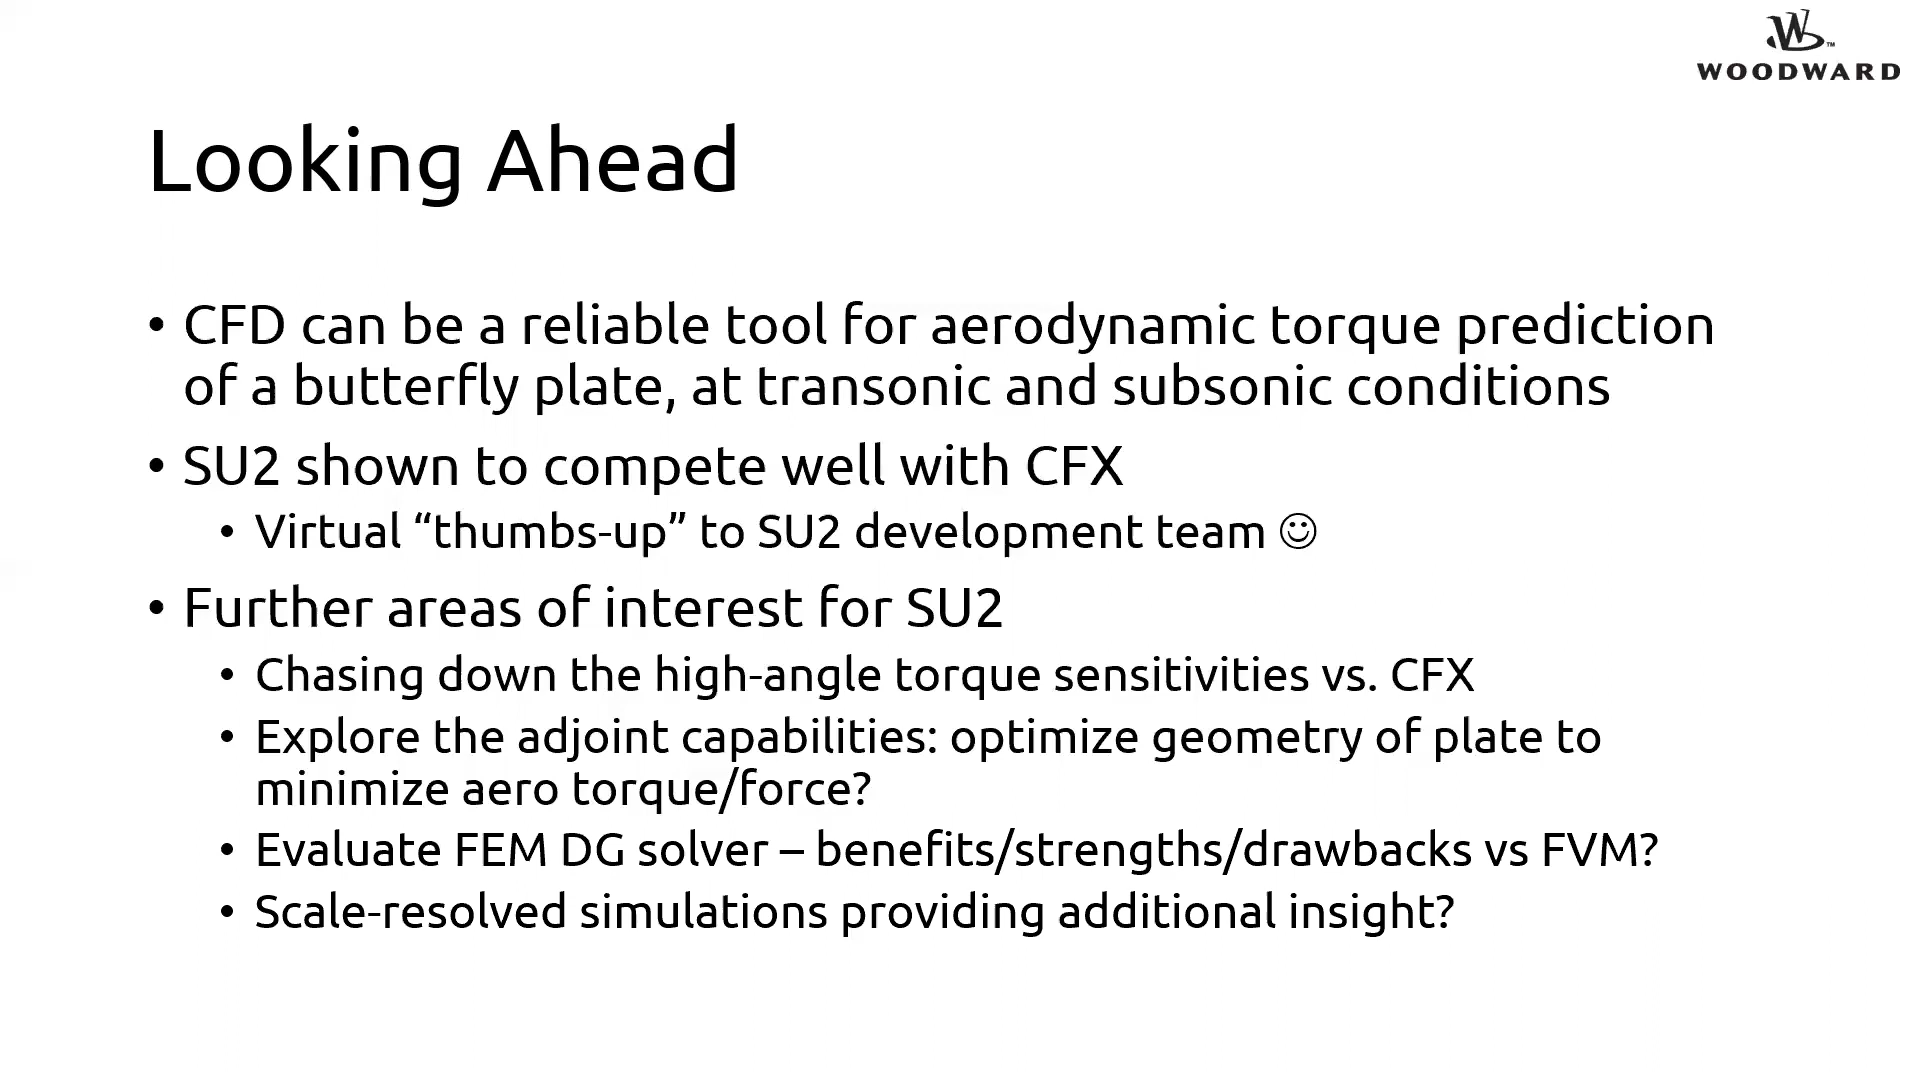 WOODWARD
Looking Ahead
• CFD can be a reliable tool for aerodynamic torque prediction
of a butterfly plate, at transonic and subsonic conditions
• SU2 shown to compete well with CFX
• Virtual “thumbs-up” to SU2 development team ☺
• Further areas of interest for SU2
• Chasing down the high-angle torque sensitivities vs. CFX
• Explore the adjoint capabilities: optimize geometry of plate to
minimize aero torque/force?
• Evaluate FEM DG solver – benefits/strengths/drawbacks vs FVM?
• Scale-resolved simulations providing additional insight?